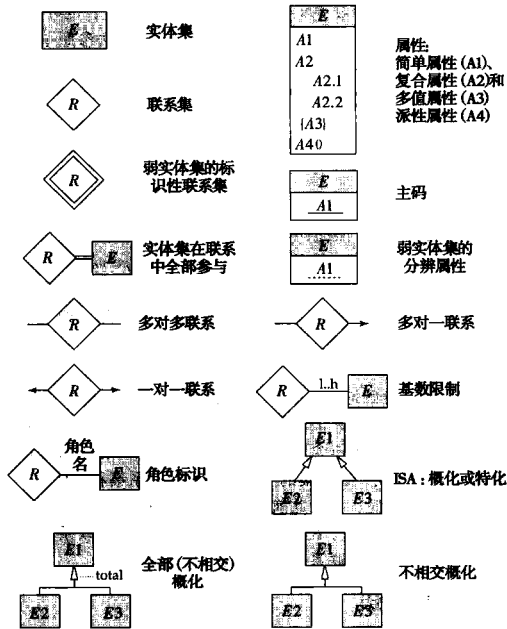 E
实体集
R
联系集
R
弱实体集的标
识性联系集
R
E
实体集在联系
中全部参与
R
多对多联系
R
一对一联系
角色
名
R
E
角色标识
E1
total
E2
E3
全部(不相交)
概化
E
A1
A2
A2.1
A2.2
{A3}
A4()
属性:
简单属性(A1)、
复合属性(A2)和
多值属性(A3)
派性属性(A4)
E
A1
主码
E
A1
弱实体集的
分辨属性
R
多对一联系
R
l..h
E
基数限制
E1
E2
E3
ISA:概化或特化
E1
E2
E3
不相交概化